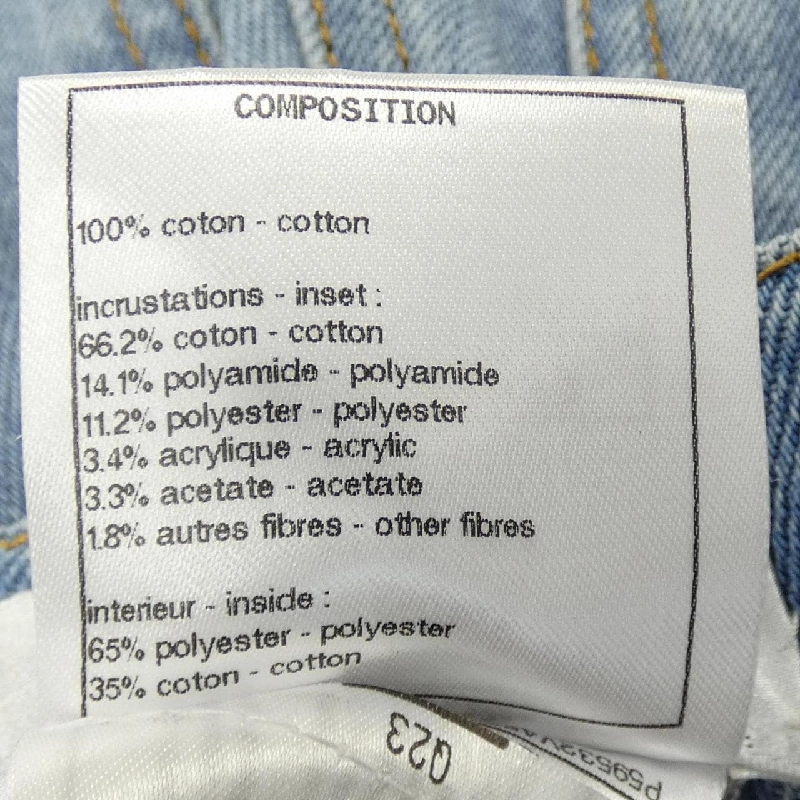 COMPOSITION
100% coton - cotton
incrustations - inset :
66.2% coton - cotton
14.1% polyamide - polyamide
11.2% polyester - polyester
3.4% acrylique - acrylic
3.3% acetate - acetate
1.8% autres fibres - other fibres
interieur - inside :
65% polyester - polyester
35% coton - cotton
Q23